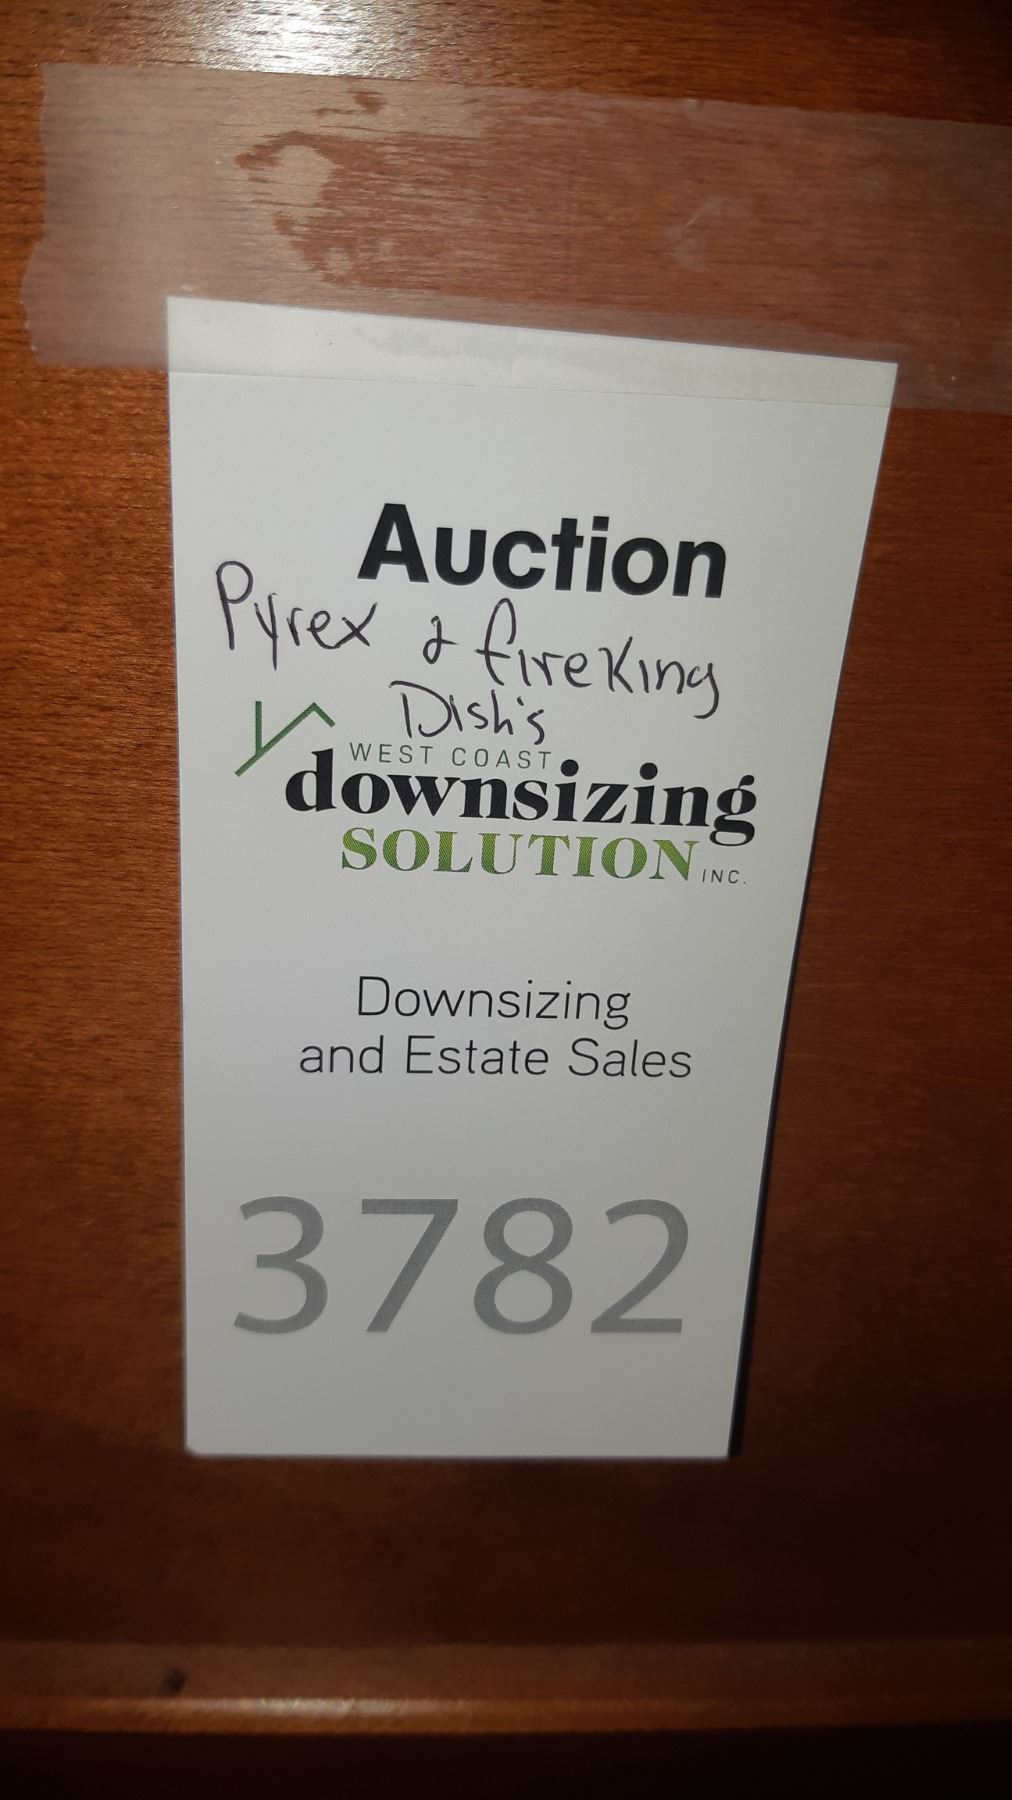 Auction
Pyrex & fireKing
Dish's
WEST COAST
downsizing
SOLUTION INC.
Downsizing
and Estate Sales
3782